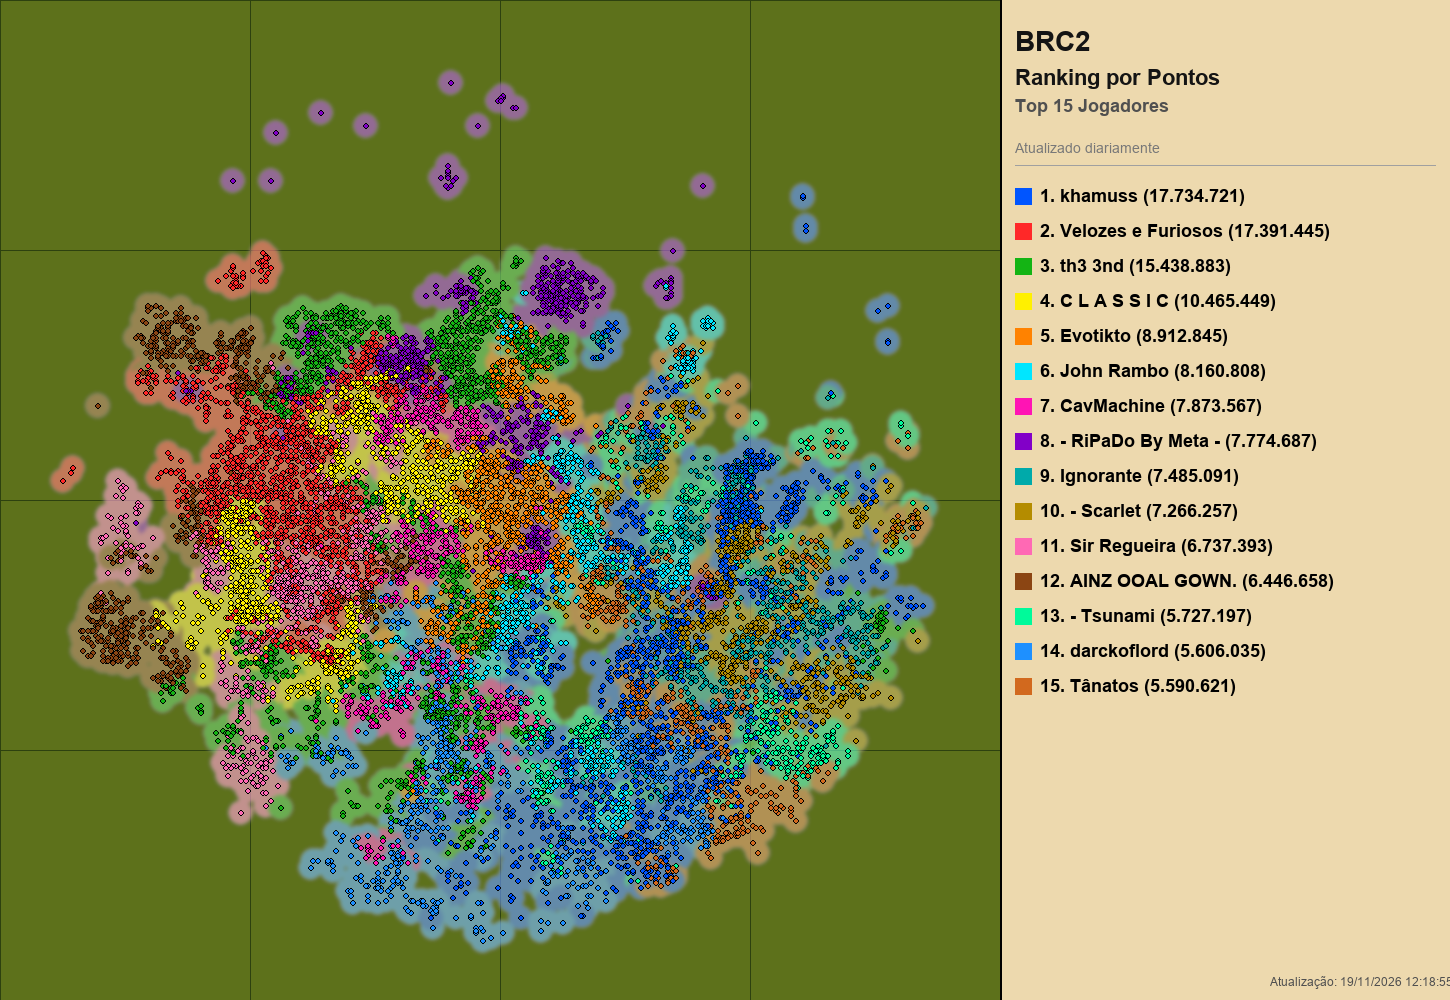 BRC2
Ranking por Pontos
Top 15 Jogadores
Atualizado diariamente
1. khamuss (17.734.721)
2. Velozes e Furiosos (17.391.445)
3. th3 3nd (15.438.883)
4. C L A S S I C (10.465.449)
5. Evotikto (8.912.845)
6. John Rambo (8.160.808)
7. CavMachine (7.873.567)
8. - RiPaDo By Meta - (7.774.687)
9. Ignorante (7.485.091)
10. - Scarlet (7.266.257)
11. Sir Regueira (6.737.393)
12. AINZ OOAL GOWN. (6.446.658)
13. - Tsunami (5.727.197)
14. darckoflord (5.606.035)
15. Tânatos (5.590.621)
Atualização: 19/11/2026 12:18:55